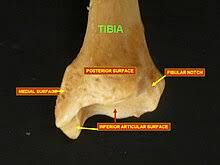 TIBIA
POSTERIOR SURFACE
FIBULAR NOTCH
MEDIAL SURFACE
INFERIOR ARTICULAR SURFACE